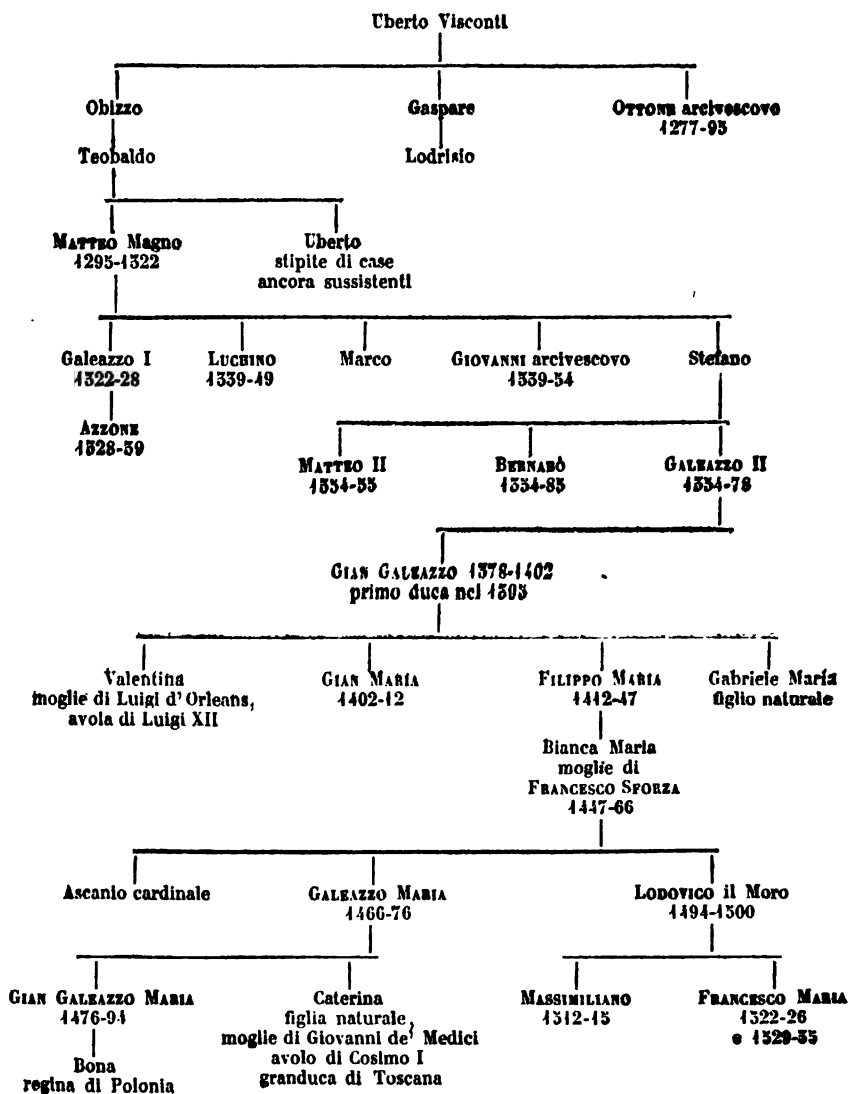 Uberto Visconti
Obizzo Gaspare OTTONE arcivescovo
1277-95
Teobaldo Lodrisio
MATTEO Magno Uberto
1295-1322 stipite di case
ancora sussistenti
Galeazzo I LUCHINO Marco GIOVANNI arcivescovo Stefano
1322-28 1339-49 1339-54
AZZONE
1328-39
MATTEO II BERNABÒ GALEAZZO II
1354-55 1354-85 1354-78
GIAN GALEAZZO 1378-1402
primo duca nel 1395
Valentina GIAN MARIA FILIPPO MARIA Gabriele Maria
moglie di Luigi d'Orleans, 1402-12 1412-47 figlio naturale
avola di Luigi XII
Bianca Maria
moglie di
FRANCESCO SFORZA
1447-66
Ascanio cardinale GALEAZZO MARIA LODOVICO il Moro
1466-76 1494-1500
GIAN GALEAZZO MARIA Caterina MASSIMILIANO FRANCESCO MARIA
1476-94 figlia naturale, 1512-15 1522-26
moglie di Giovanni de' Medici e 1529-35
avolo di Cosimo I
Bona granduca di Toscana
regina di Polonia